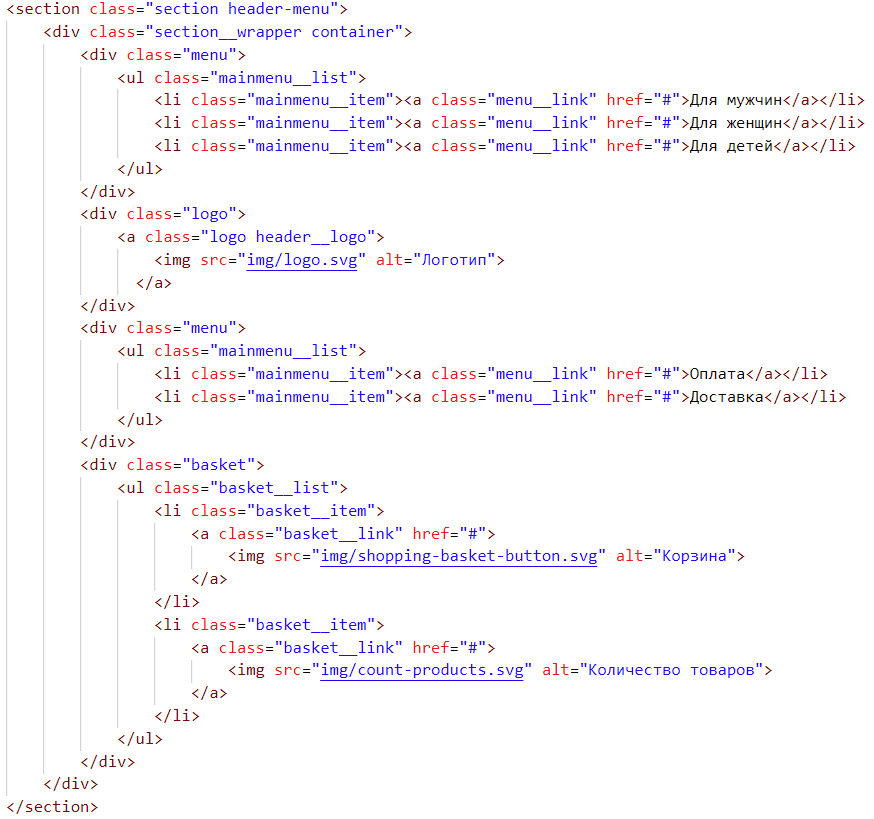 <section class="section header-menu">
    <div class="section__wrapper container">
        <div class="menu">
            <ul class="mainmenu__list">
                <li class="mainmenu__item"><a class="menu__link" href="#">Для мужчин</a></li>
                <li class="mainmenu__item"><a class="menu__link" href="#">Для женщин</a></li>
                <li class="mainmenu__item"><a class="menu__link" href="#">Для детей</a></li>
            </ul>
        </div>
        <div class="logo">
            <a class="logo header__logo">
                <img src="img/logo.svg" alt="Логотип">
              </a>
        </div>
        <div class="menu">
            <ul class="mainmenu__list">
                <li class="mainmenu__item"><a class="menu__link" href="#">Оплата</a></li>
                <li class="mainmenu__item"><a class="menu__link" href="#">Доставка</a></li>
            </ul>
        </div>
        <div class="basket">
            <ul class="basket__list">
                <li class="basket__item">
                    <a class="basket__link" href="#">
                        <img src="img/shopping-basket-button.svg" alt="Корзина">
                    </a>
                </li>
                <li class="basket__item">
                    <a class="basket__link" href="#">
                        <img src="img/count-products.svg" alt="Количество товаров">
                    </a>
                </li>
            </ul>
        </div>
    </div>
</section>